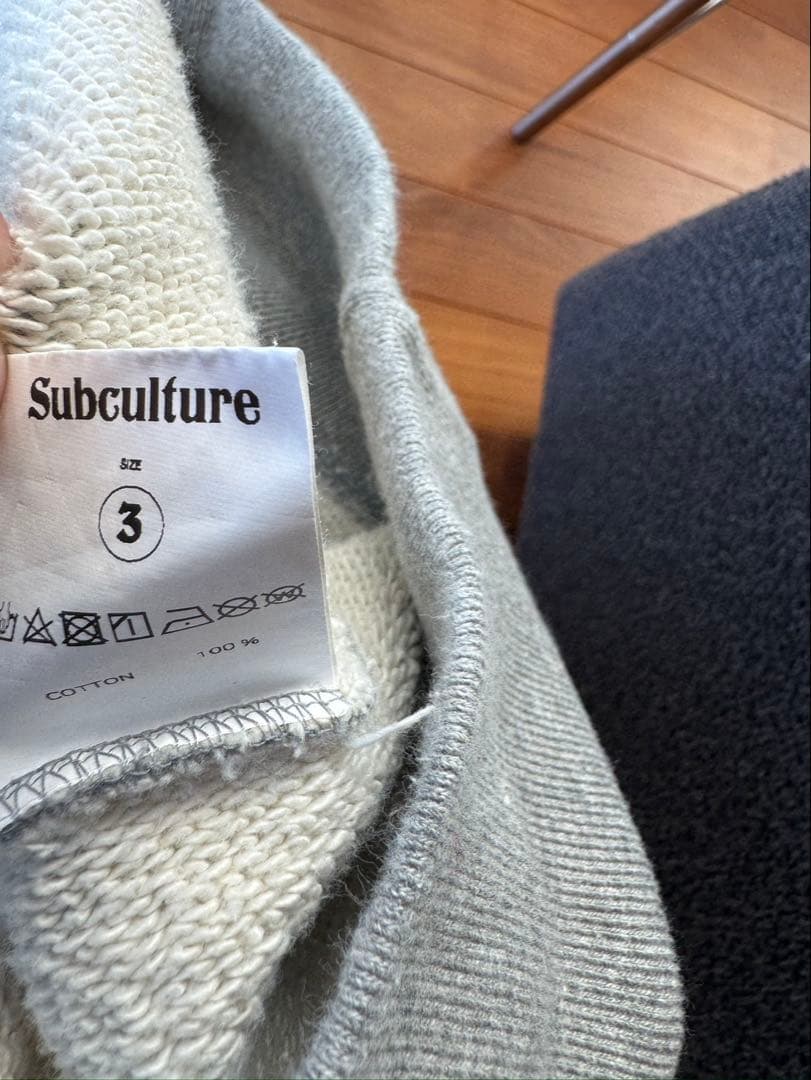 Subculture
SIZE
3
100 %
COTTON